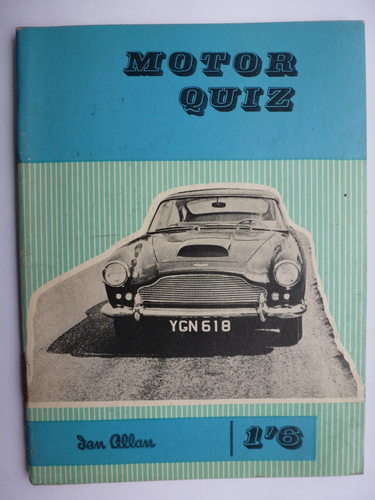 MOTOR
QUIZ
YGN 618
Ian Allan
1'6